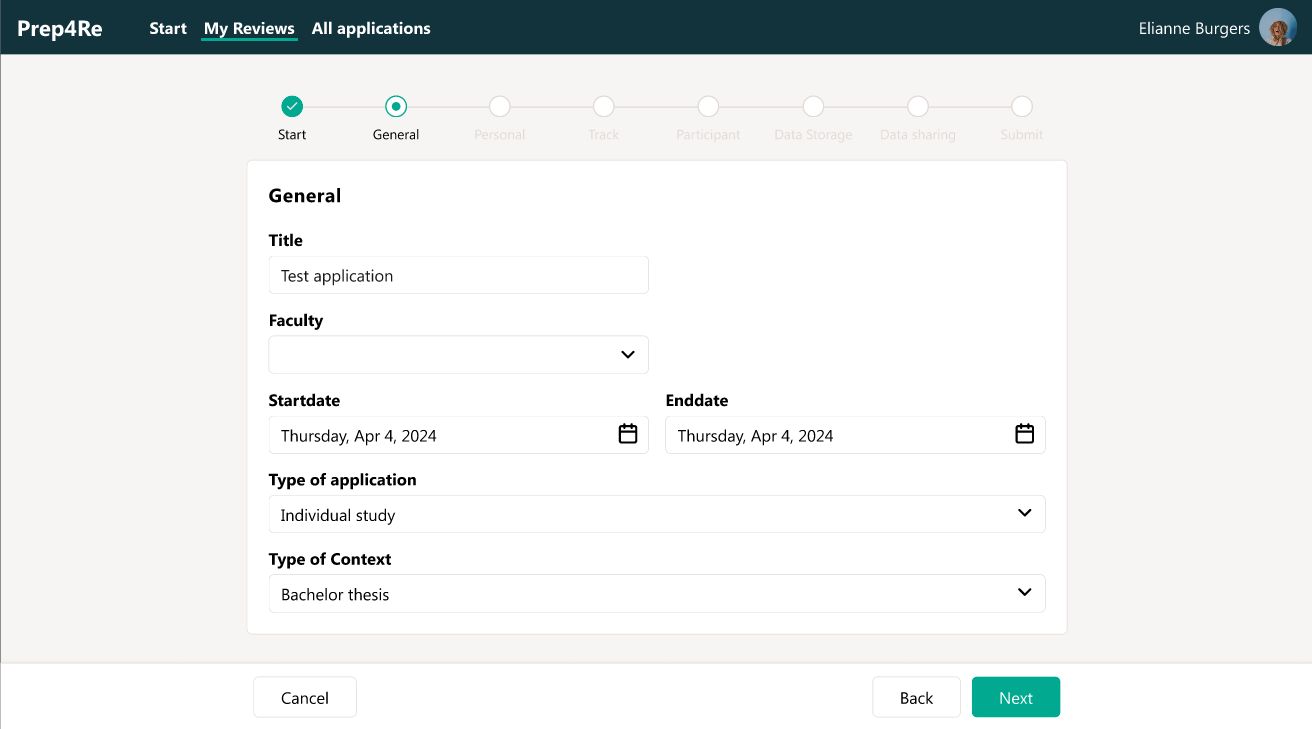 Prep4Re Start My Reviews All applications Elianne Burgers
Start General Personal Track Participant Data Storage Data sharing Submit
General
Title
Test application
Faculty
Startdate Enddate
Thursday, Apr 4, 2024 Thursday, Apr 4, 2024
Type of application
Individual study
Type of Context
Bachelor thesis
Cancel Back Next